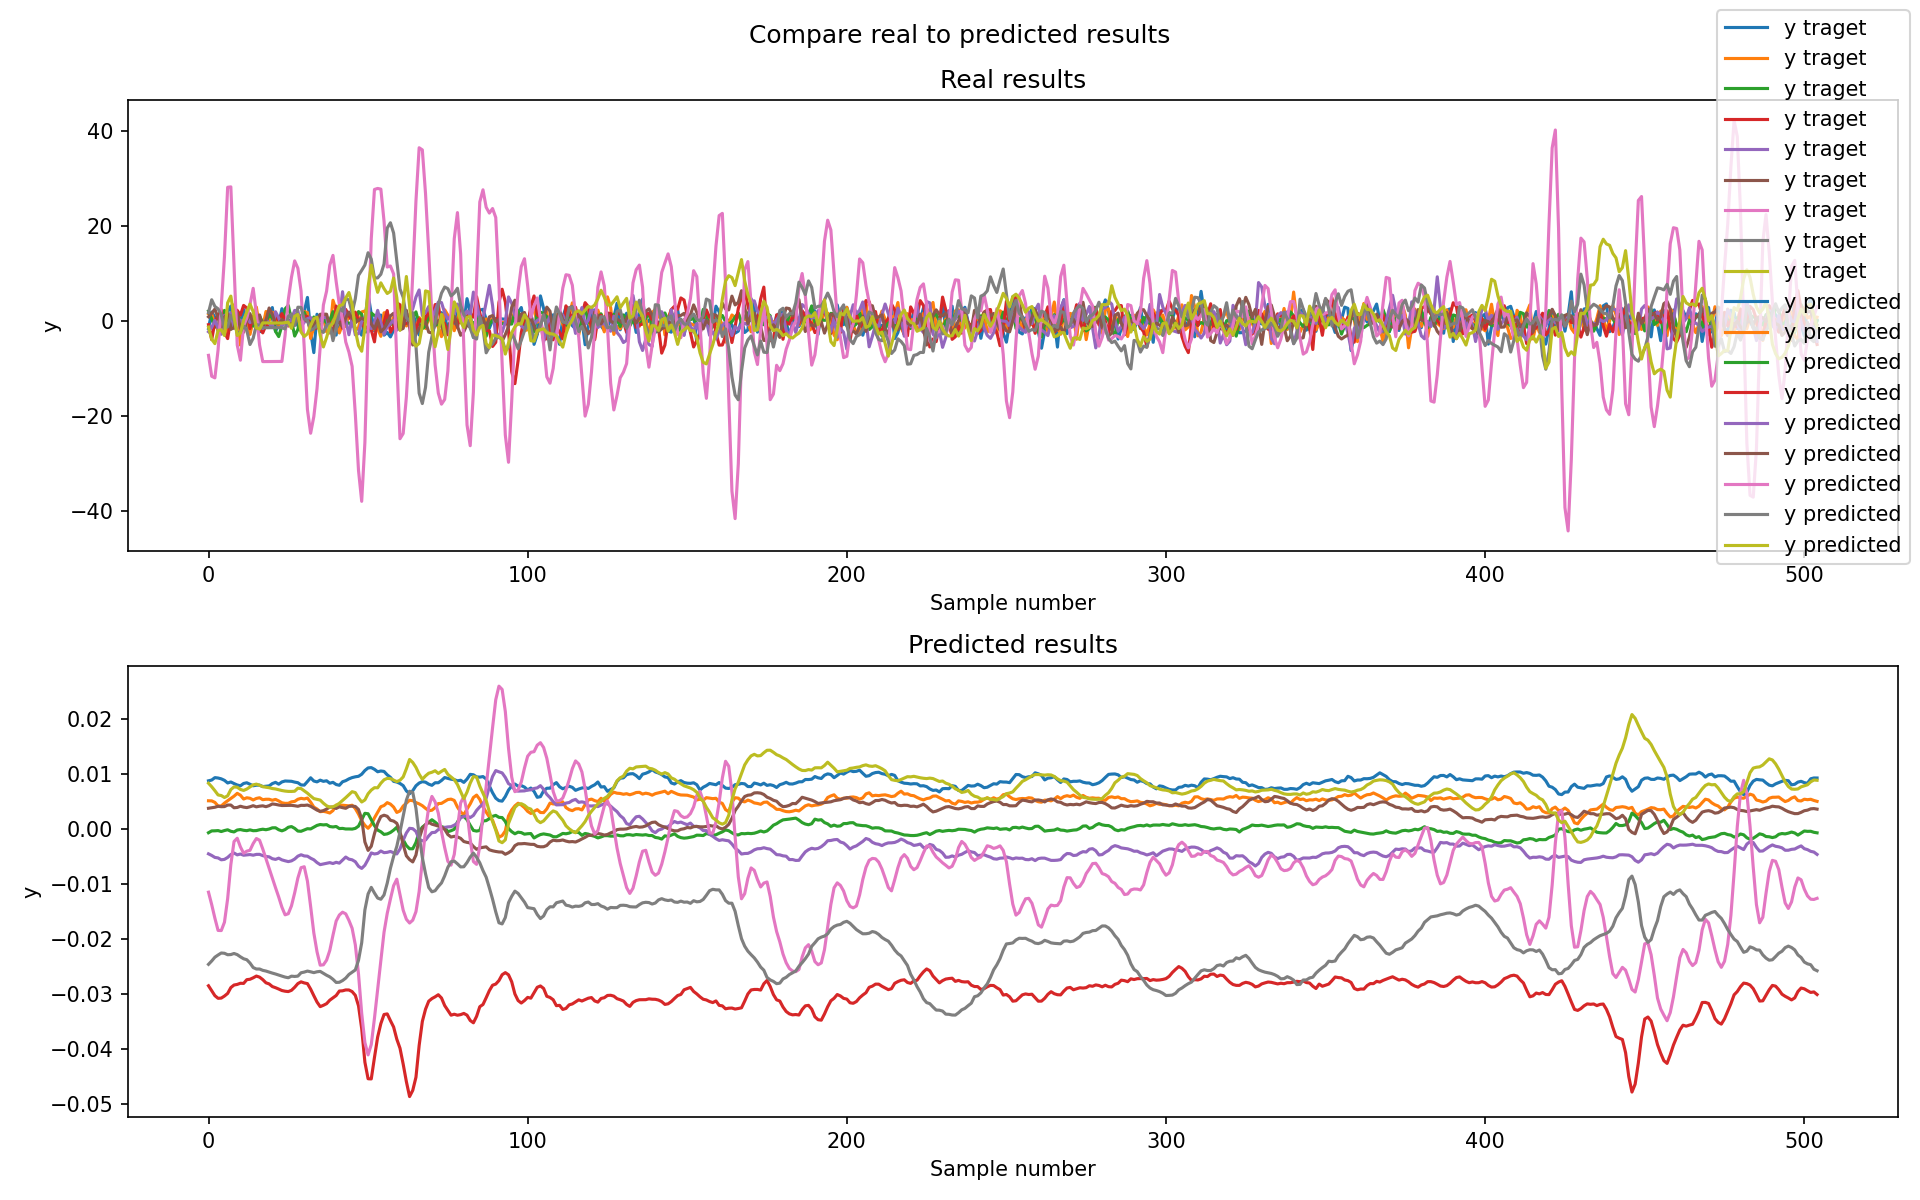 Compare real to predicted results
Real results
y traget
y traget
y traget
y traget
y traget
y traget
y traget
y traget
y traget
y predicted
y predicted
y predicted
y predicted
y predicted
y predicted
y predicted
y predicted
y predicted
40
20
0
−20
−40
y
0 100 200 300 400 500
Sample number
Predicted results
0.02
0.01
0.00
−0.01
−0.02
−0.03
−0.04
−0.05
y
0 100 200 300 400 500
Sample number